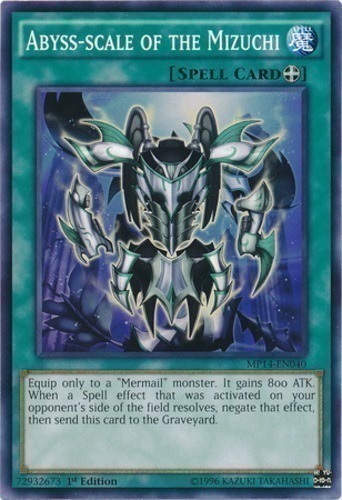 ABYSS-SCALE OF THE MIZUCHI
魔
[SPELL CARD]
MP14-EN040
Equip only to a "Mermail" monster. It gains 800 ATK.
When a Spell effect that was activated on your
opponent's side of the field resolves, negate that effect,
then send this card to the Graveyard.
72932673
1st Edition
©1996 KAZUKI TAKAHASHI